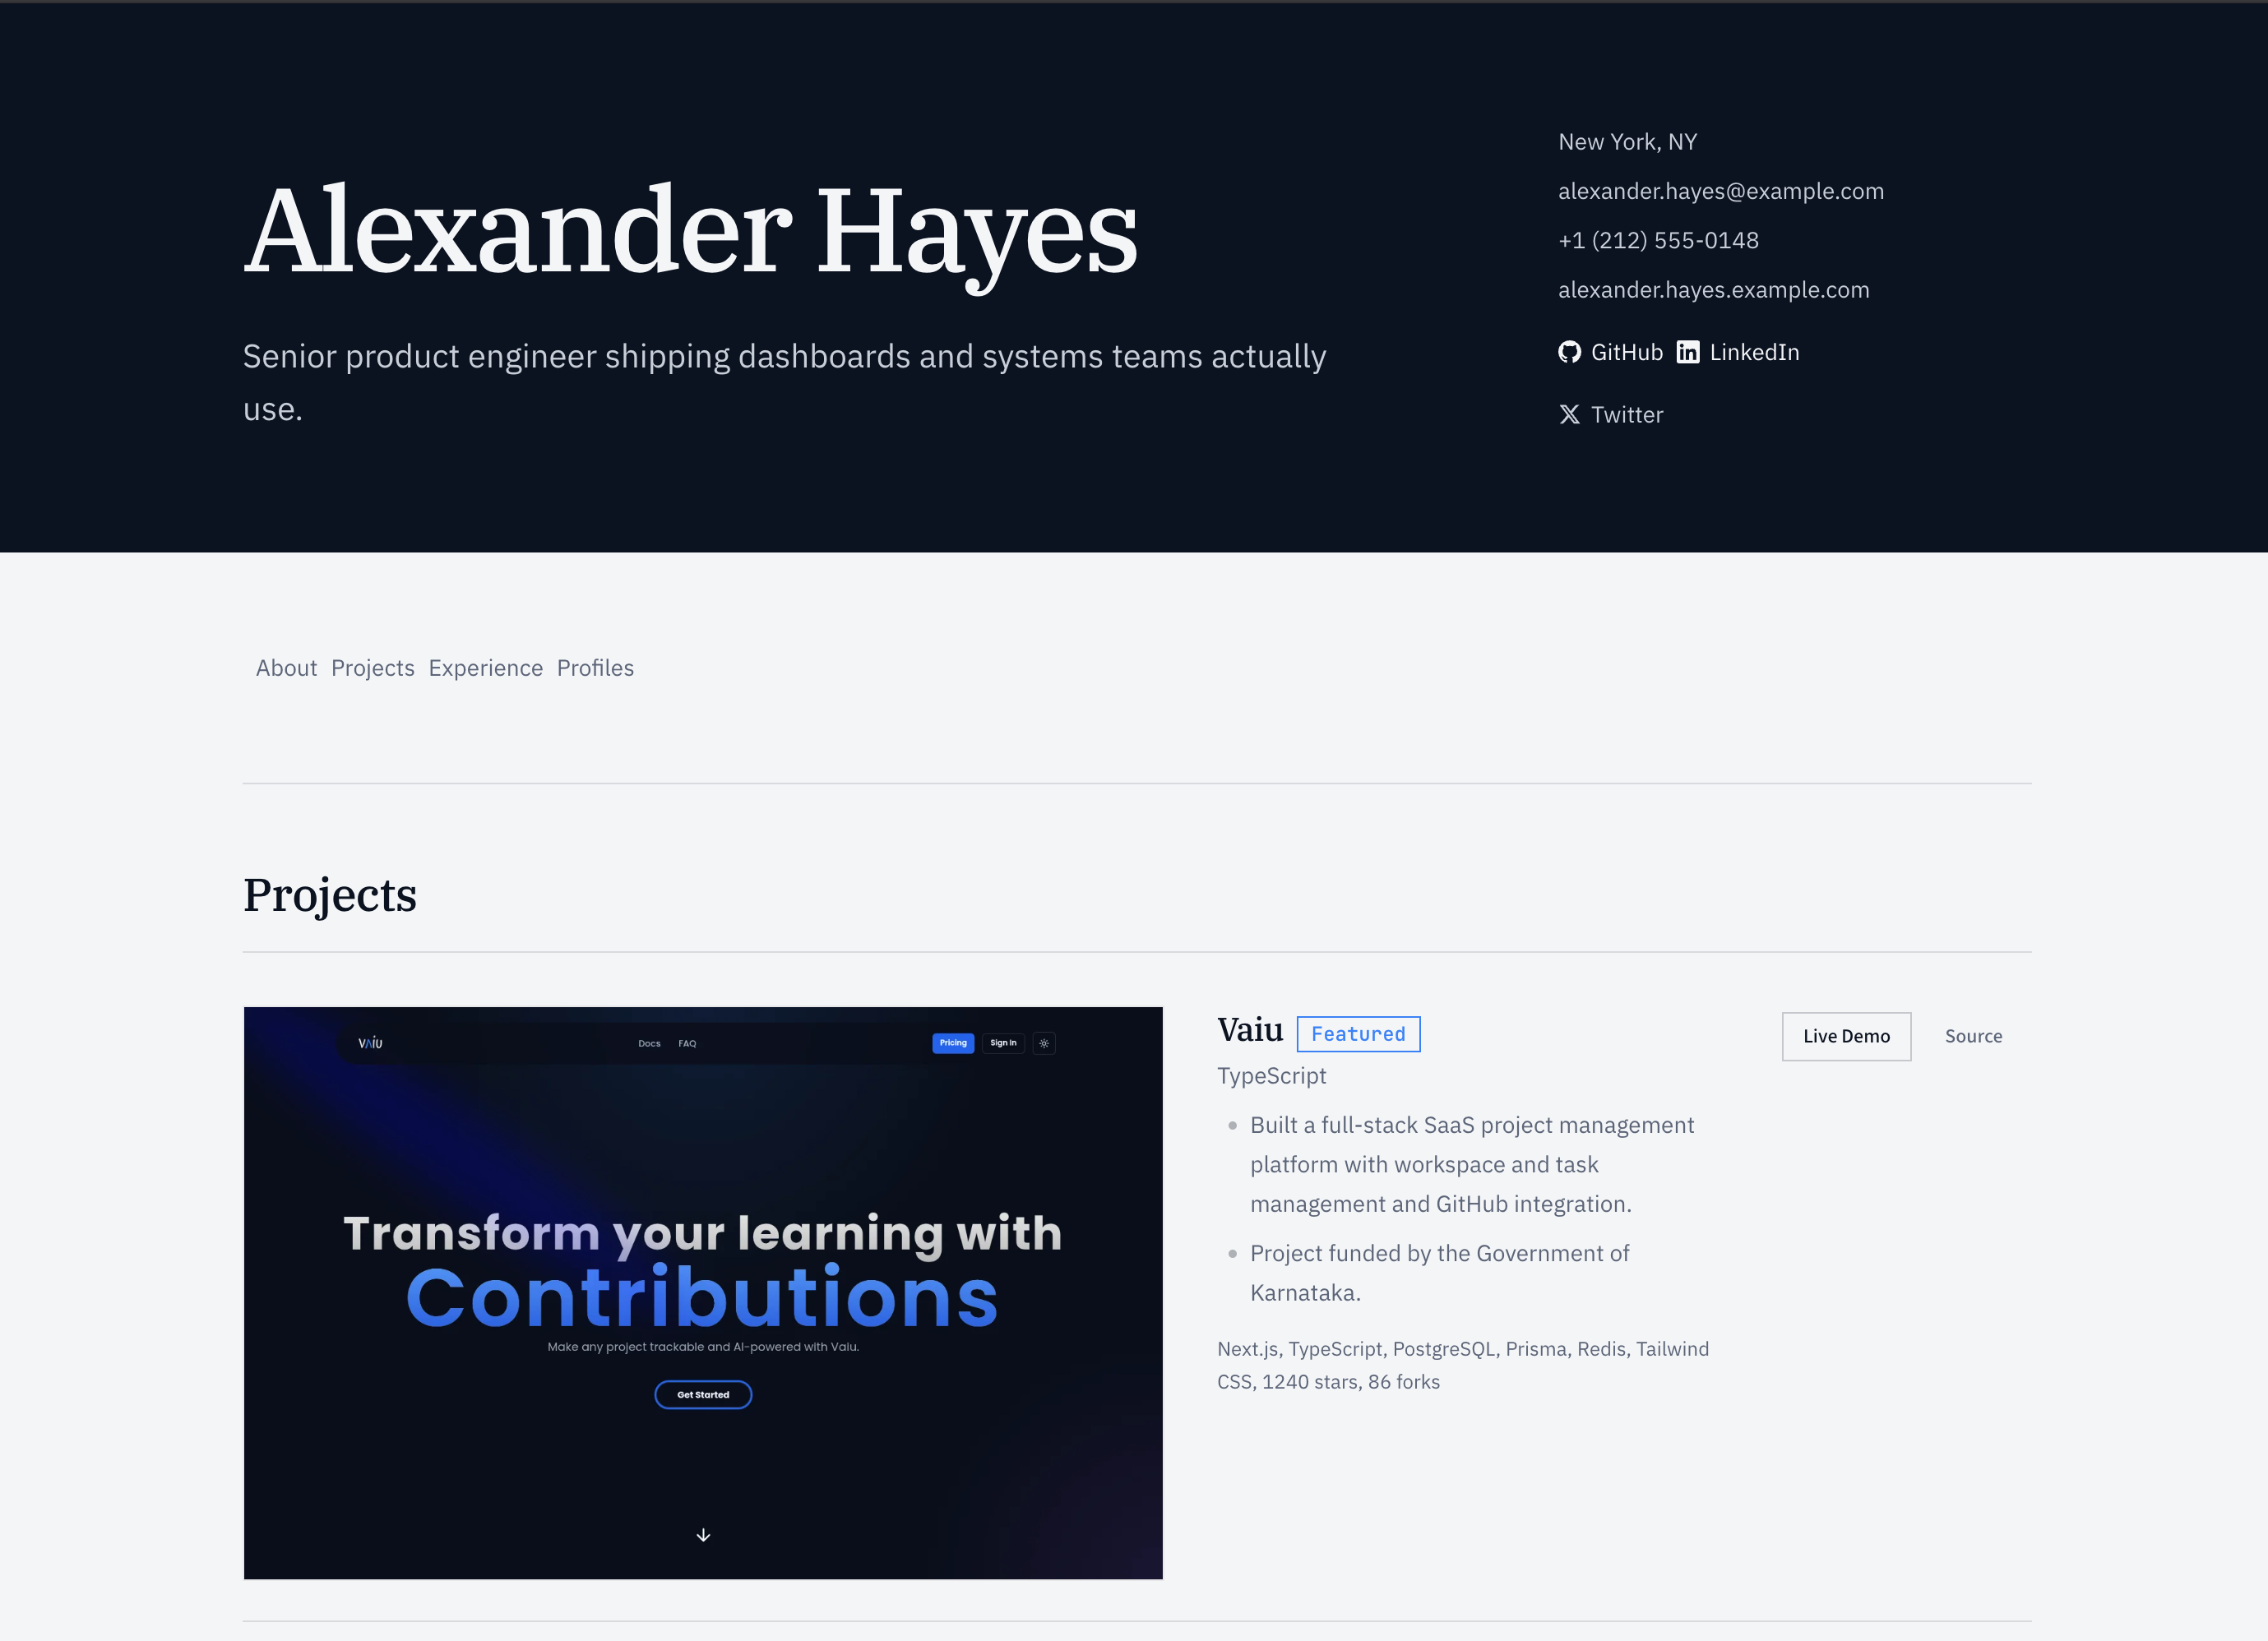 Alexander Hayes
Senior product engineer shipping dashboards and systems teams actually
use.
New York, NY
alexander.hayes@example.com
+1 (212) 555-0148
alexander.hayes.example.com
GitHub LinkedIn
Twitter
About Projects Experience Profiles
Projects
VAIU
Docs FAQ
Pricing Sign In
Transform your learning with
Contributions
Make any project trackable and AI-powered with Vaiu.
Get Started
Vaiu Featured
Live Demo Source
TypeScript
Built a full-stack SaaS project management
platform with workspace and task
management and GitHub integration.
Project funded by the Government of
Karnataka.
Next.js, TypeScript, PostgreSQL, Prisma, Redis, Tailwind
CSS, 1240 stars, 86 forks